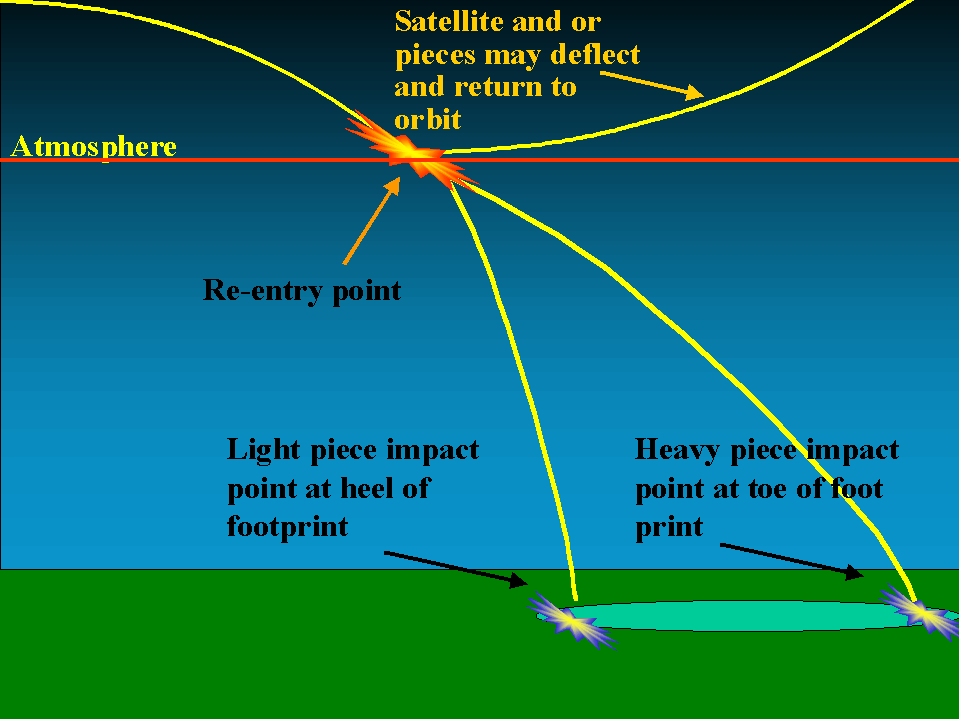 Satellite and or
pieces may deflect
and return to
orbit
Atmosphere
Re-entry point
Light piece impact
point at heel of
footprint
Heavy piece impact
point at toe of foot
print